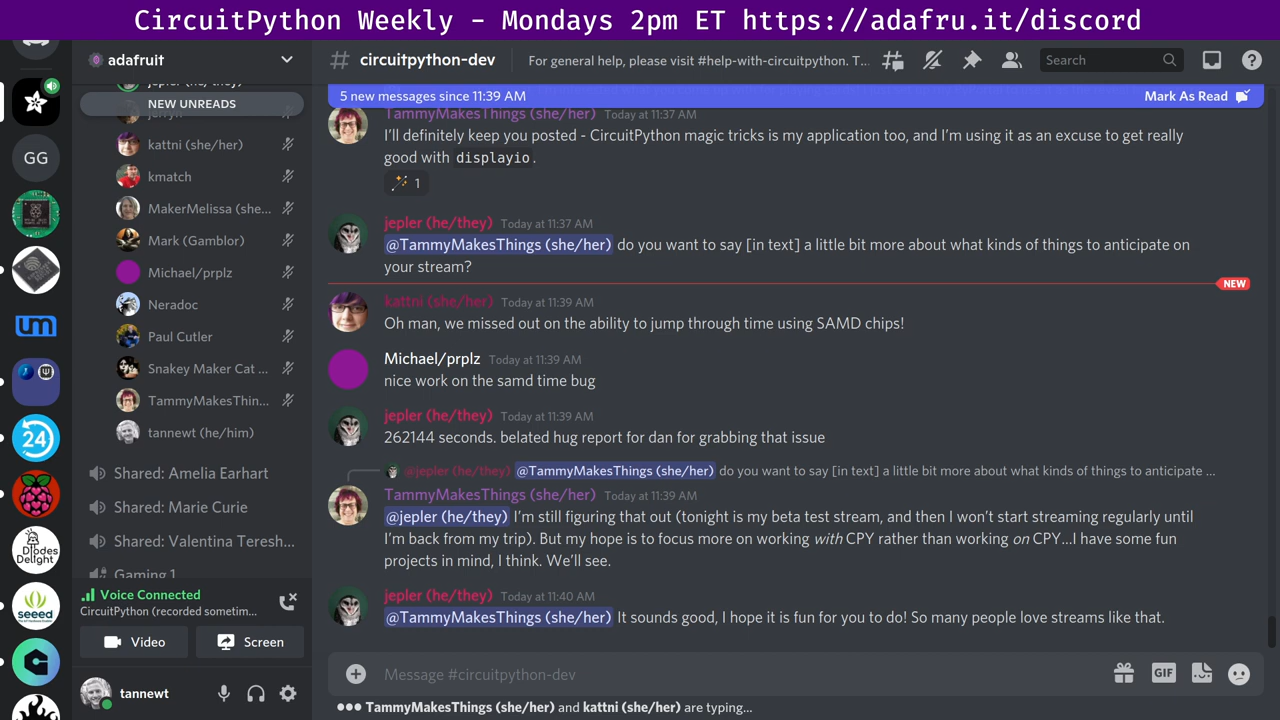 CircuitPython Weekly - Mondays 2pm ET https://adafru.it/discord
adafruit
# circuitpython-dev
For general help, please visit #help-with-circuitpython. T...
Search
jepler (he/they)
NEW UNREADS
jerryn
kattni (she/her)
kmatch
MakerMelissa (she...
Mark (Gamblor)
Michael/prplz
Neradoc
Paul Cutler
Snakey Maker Cat ...
TammyMakesThin...
tannewt (he/him)
Shared: Amelia Earhart
Shared: Marie Curie
Shared: Valentina Teresh...
Gaming 1
Voice Connected
CircuitPython (recorded sometim...
Video
Screen
tannewt
GG
um
24
5 new messages since 11:39 AM
Mark As Read
TammyMakesThings (she/her) Today at 11:37 AM
I'll definitely keep you posted - CircuitPython magic tricks is my application too, and I'm using it as an excuse to get really
good with displayio.
1
jepler (he/they) Today at 11:37 AM
@TammyMakesThings (she/her) do you want to say [in text] a little bit more about what kinds of things to anticipate on
your stream?
NEW
kattni (she/her) Today at 11:39 AM
Oh man, we missed out on the ability to jump through time using SAMD chips!
Michael/prplz Today at 11:39 AM
nice work on the samd time bug
jepler (he/they) Today at 11:39 AM
262144 seconds. belated hug report for dan for grabbing that issue
@jepler (he/they) @TammyMakesThings (she/her) do you want to say [in text] a little bit more about what kinds of things to anticipate ...
TammyMakesThings (she/her) Today at 11:39 AM
@jepler (he/they) I'm still figuring that out (tonight is my beta test stream, and then I won't start streaming regularly until
I'm back from my trip). But my hope is to focus more on working with CPY rather than working on CPY...I have some fun
projects in mind, I think. We'll see.
jepler (he/they) Today at 11:40 AM
@TammyMakesThings (she/her) It sounds good, I hope it is fun for you to do! So many people love streams like that.
Message #circuitpython-dev
GIF
TammyMakesThings (she/her) and kattni (she/her) are typing...
DiodesDelight
seeed